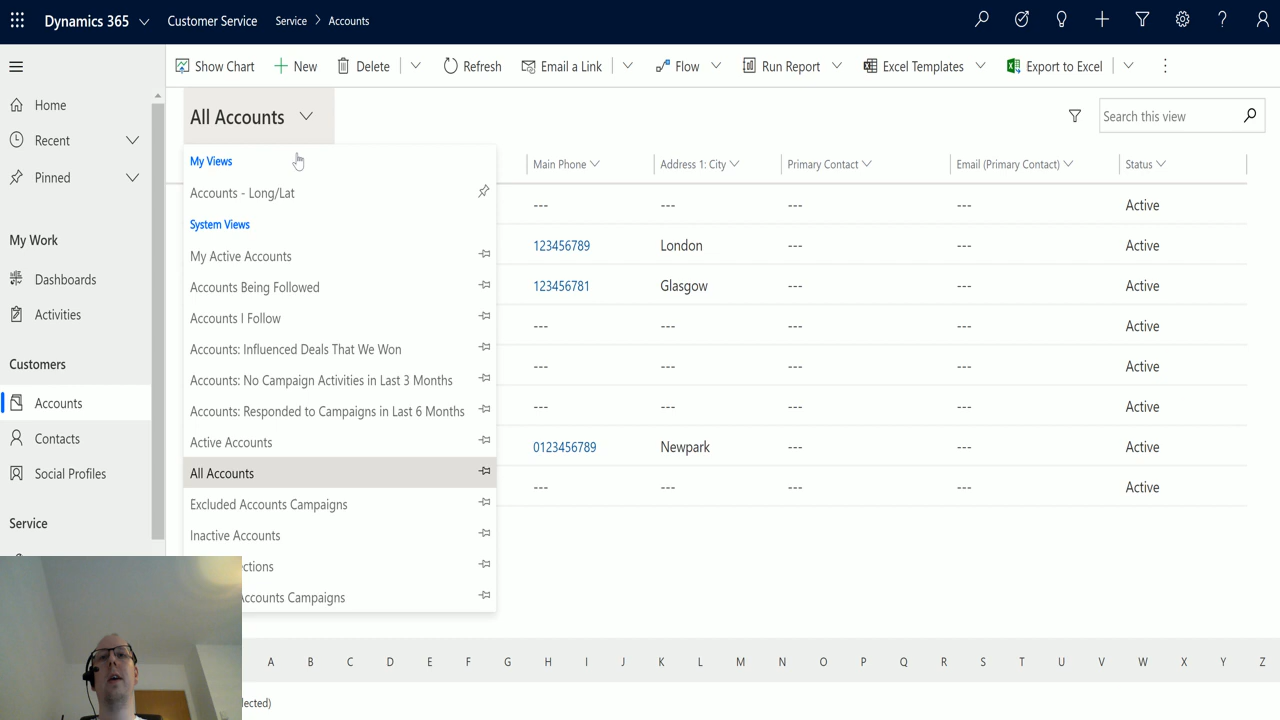 Dynamics 365
Customer Service
Service
Accounts
Show Chart
New
Delete
Refresh
Email a Link
Flow
Run Report
Excel Templates
Export to Excel
Home
Recent
Pinned
My Work
Dashboards
Activities
Customers
Accounts
Contacts
Social Profiles
Service
All Accounts
Search this view
My Views
Accounts - Long/Lat
System Views
My Active Accounts
Accounts Being Followed
Accounts I Follow
Accounts: Influenced Deals That We Won
Accounts: No Campaign Activities in Last 3 Months
Accounts: Responded to Campaigns in Last 6 Months
Active Accounts
All Accounts
Excluded Accounts Campaigns
Inactive Accounts
Accounts Campaigns
Main Phone Address 1: City Primary Contact Email (Primary Contact) Status
--- --- --- --- Active
123456789 London --- --- Active
123456781 Glasgow --- --- Active
--- --- --- --- Active
--- --- --- --- Active
--- --- --- --- Active
0123456789 Newpark --- --- Active
--- --- --- --- Active
A B C D E F G H I J K L M N O P Q R S T U V W X Y Z